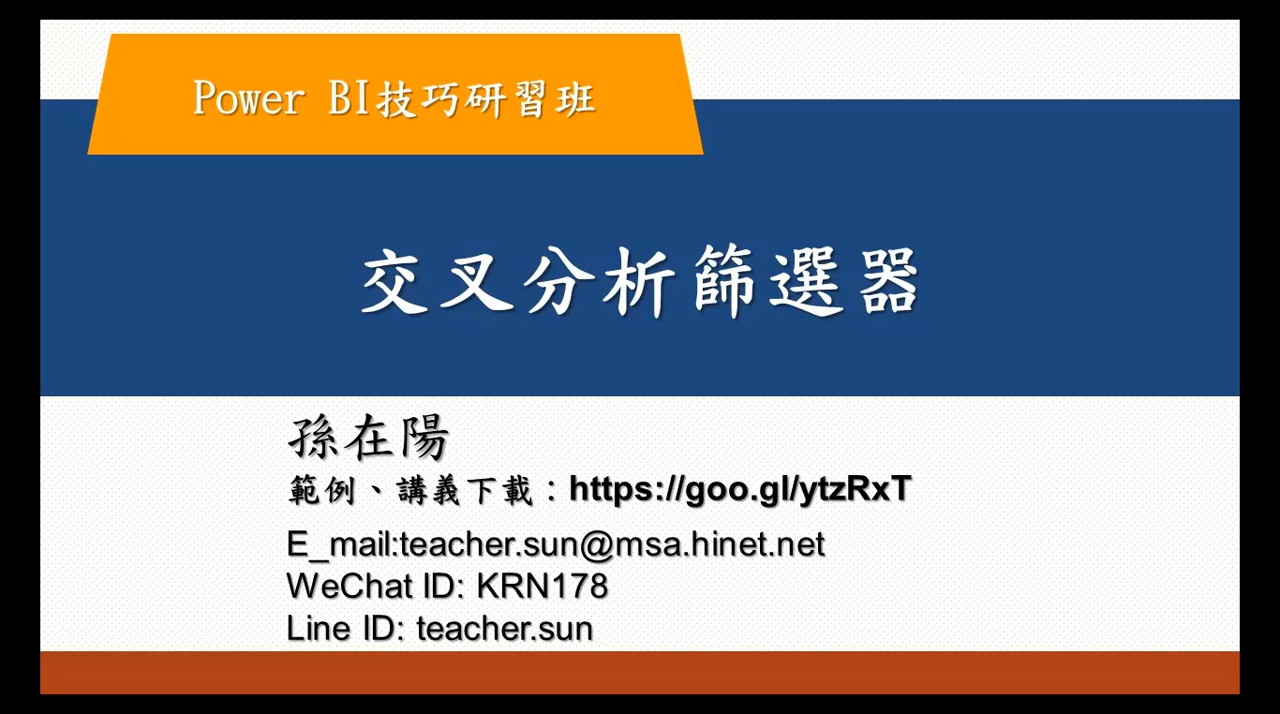 Power BI技巧研習班
交叉分析篩選器
孫在陽
範例、講義下載：https://goo.gl/ytzRxT
E_mail:teacher.sun@msa.hinet.net
WeChat ID: KRN178
Line ID: teacher.sun